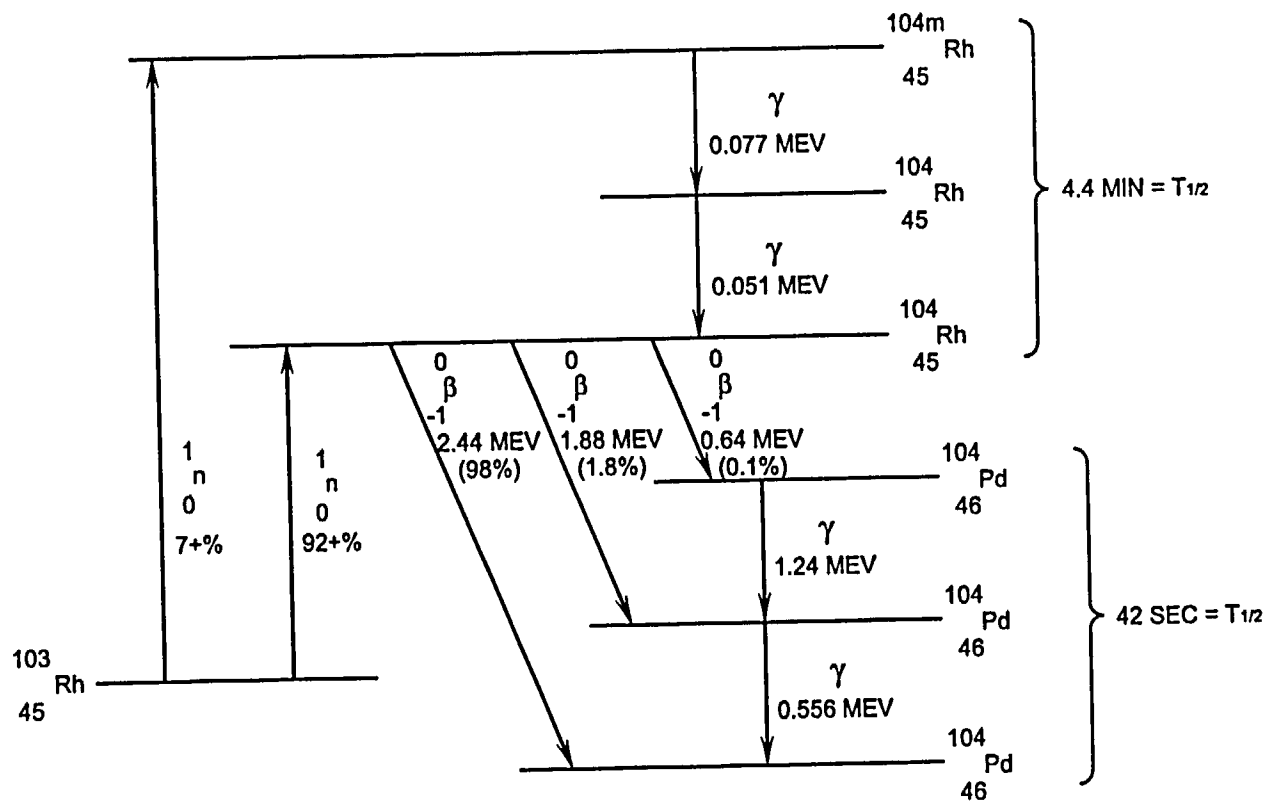 104m
Rh
45
γ
0.077 MEV
104
Rh
45
4.4 MIN = T1/2
γ
0.051 MEV
104
Rh
45
0
β
-1
2.44 MEV
(98%)
0
β
-1
1.88 MEV
(1.8%)
0
β
-1
0.64 MEV
(0.1%)
1
n
0
7+%
1
n
0
92+%
104
Pd
46
γ
1.24 MEV
104
Pd
46
42 SEC = T1/2
103
Rh
45
γ
0.556 MEV
104
Pd
46